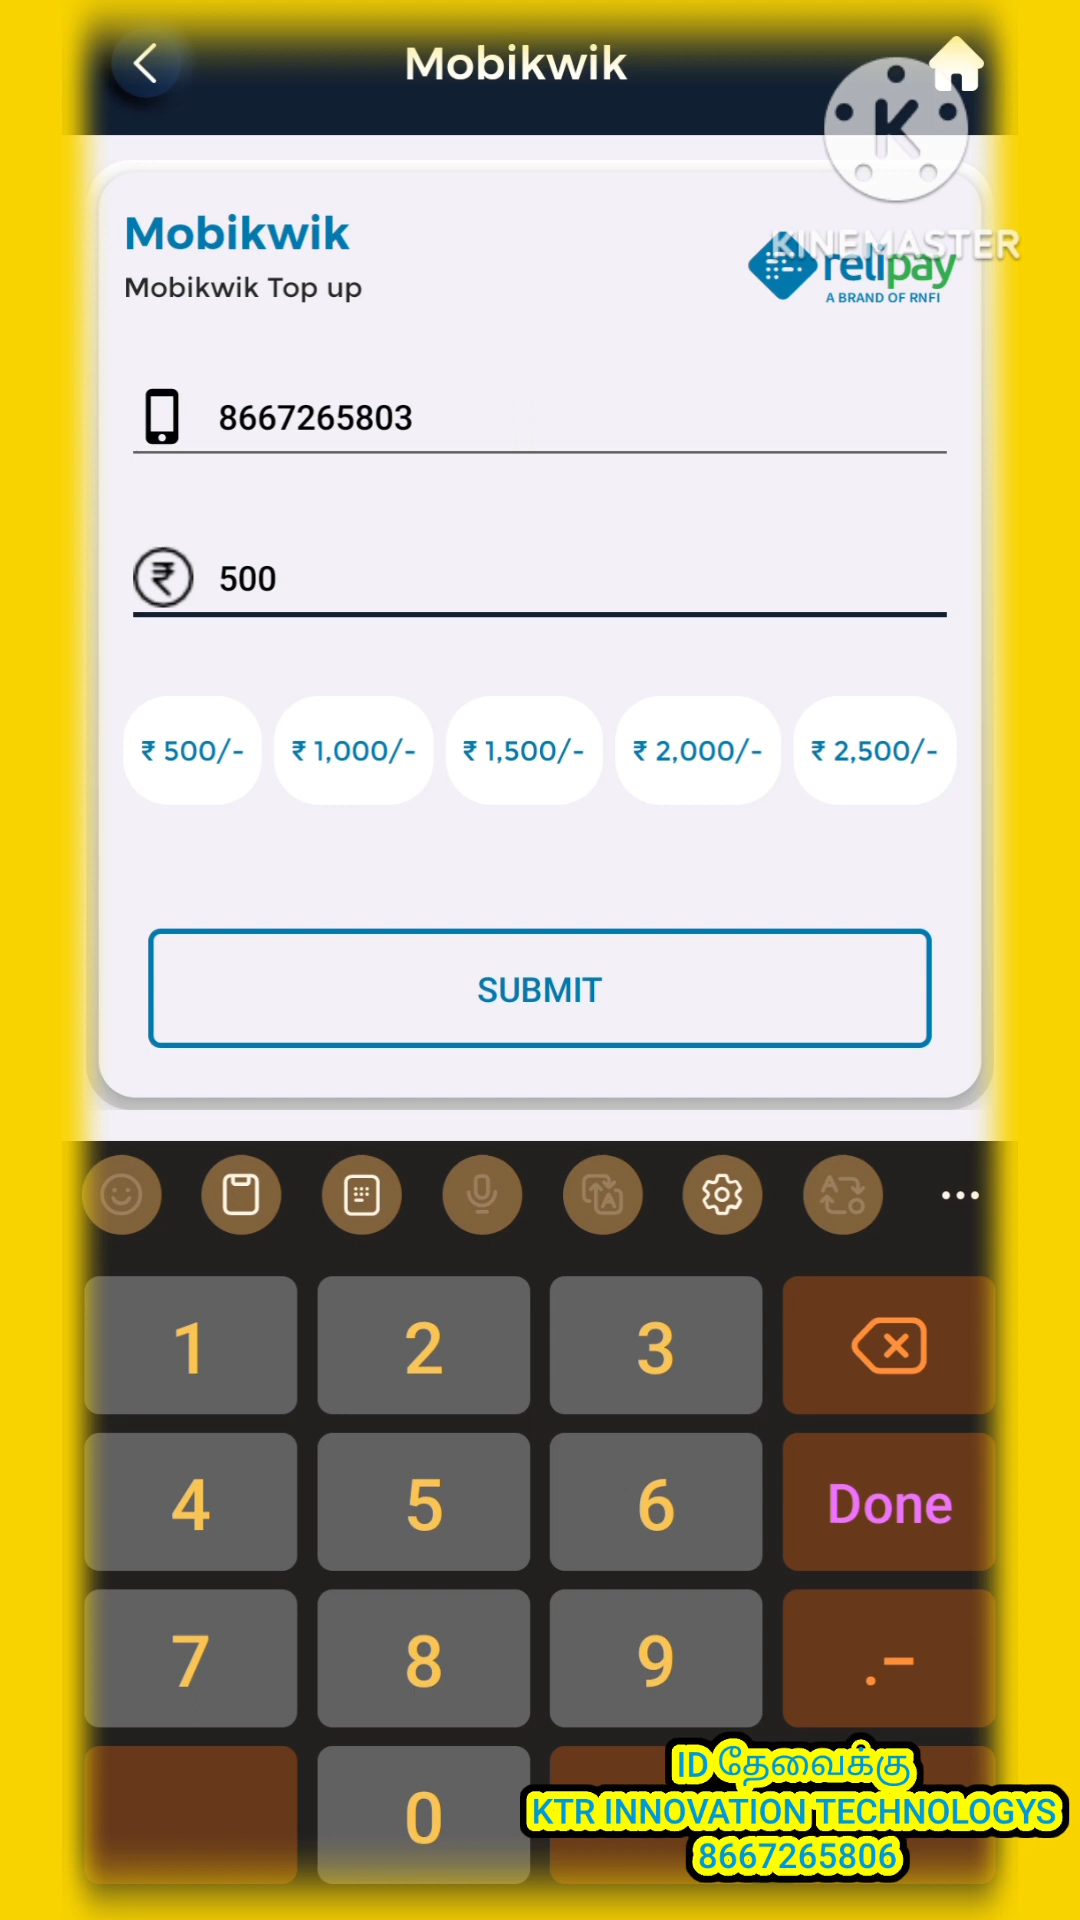 Mobikwik
K
KINEMASTER
Mobikwik
relipay
Mobikwik Top up
A BRAND OF RNFI
8667265803
₹ 500
₹ 500/- ₹ 1,000/- ₹ 1,500/- ₹ 2,000/- ₹ 2,500/-
SUBMIT
1 2 3
4 5 6 Done
7 8 9 .-
0
ID தேவைக்கு
KTR INNOVATION TECHNOLOGYS
8667265806